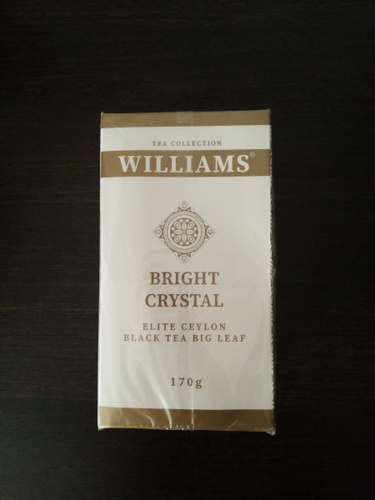 TEA COLLECTION
WILLIAMS®
BRIGHT
CRYSTAL
ELITE CEYLON
BLACK TEA BIG LEAF
170g